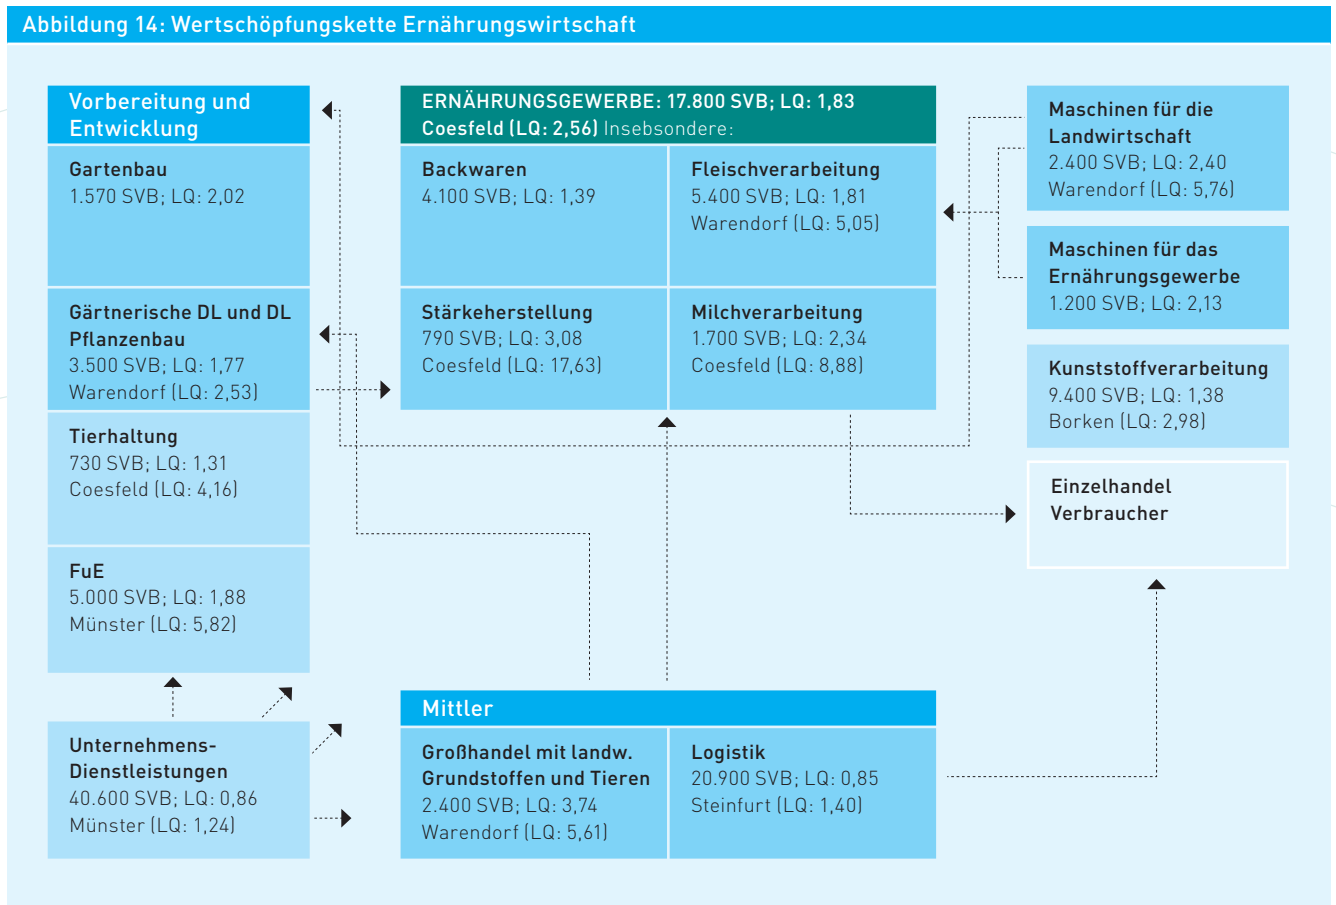 Abbildung 14: Wertschöpfungskette Ernährungswirtschaft
Vorbereitung und
Entwicklung
Gartenbau
1.570 SVB; LQ: 2,02
Gärtnerische DL und DL
Pflanzenbau
3.500 SVB; LQ: 1,77
Warendorf (LQ: 2,53)
Tierhaltung
730 SVB; LQ: 1,31
Coesfeld (LQ: 4,16)
FuE
5.000 SVB; LQ: 1,88
Münster (LQ: 5,82)
Unternehmens-
Dienstleistungen
40.600 SVB; LQ: 0,86
Münster (LQ: 1,24)
ERNÄHRUNGSGEWERBE: 17.800 SVB; LQ: 1,83
Coesfeld (LQ: 2,56) Insebsondere:
Backwaren
4.100 SVB; LQ: 1,39
Fleischverarbeitung
5.400 SVB; LQ: 1,81
Warendorf (LQ: 5,05)
Stärkeherstellung
790 SVB; LQ: 3,08
Coesfeld (LQ: 17,63)
Milchverarbeitung
1.700 SVB; LQ: 2,34
Coesfeld (LQ: 8,88)
Mittler
Großhandel mit landw.
Grundstoffen und Tieren
2.400 SVB; LQ: 3,74
Warendorf (LQ: 5,61)
Logistik
20.900 SVB; LQ: 0,85
Steinfurt (LQ: 1,40)
Maschinen für die
Landwirtschaft
2.400 SVB; LQ: 2,40
Warendorf (LQ: 5,76)
Maschinen für das
Ernährungsgewerbe
1.200 SVB; LQ: 2,13
Kunststoffverarbeitung
9.400 SVB; LQ: 1,38
Borken (LQ: 2,98)
Einzelhandel
Verbraucher